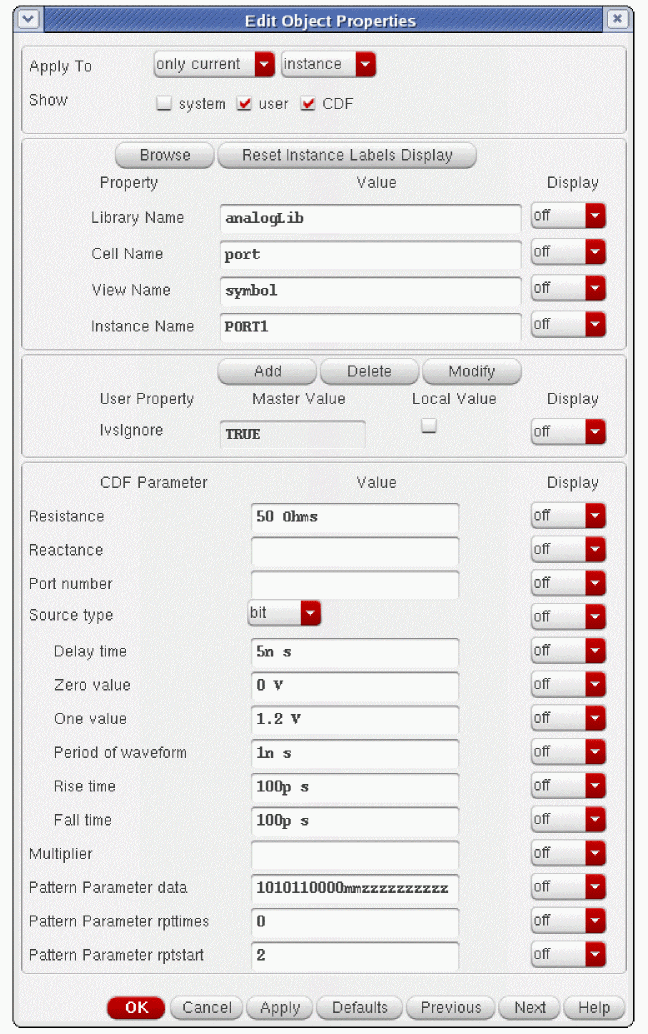 Edit Object Properties
Apply To only current instance
Show system user CDF
Browse Reset Instance Labels Display
Property Value Display
Library Name analogLib off
Cell Name port off
View Name symbol off
Instance Name PORT1 off
Add Delete Modify
User Property Master Value Local Value Display
lvsIgnore TRUE off
CDF Parameter Value Display
Resistance 50 Ohms off
Reactance off
Port number off
Source type bit off
Delay time 5n s off
Zero value 0 V off
One value 1.2 V off
Period of waveform 1n s off
Rise time 100p s off
Fall time 100p s off
Multiplier off
Pattern Parameter data 1010110000mmzzzzzzzzzz off
Pattern Parameter rpttimes 0 off
Pattern Parameter rptstart 2 off
OK Cancel Apply Defaults Previous Next Help